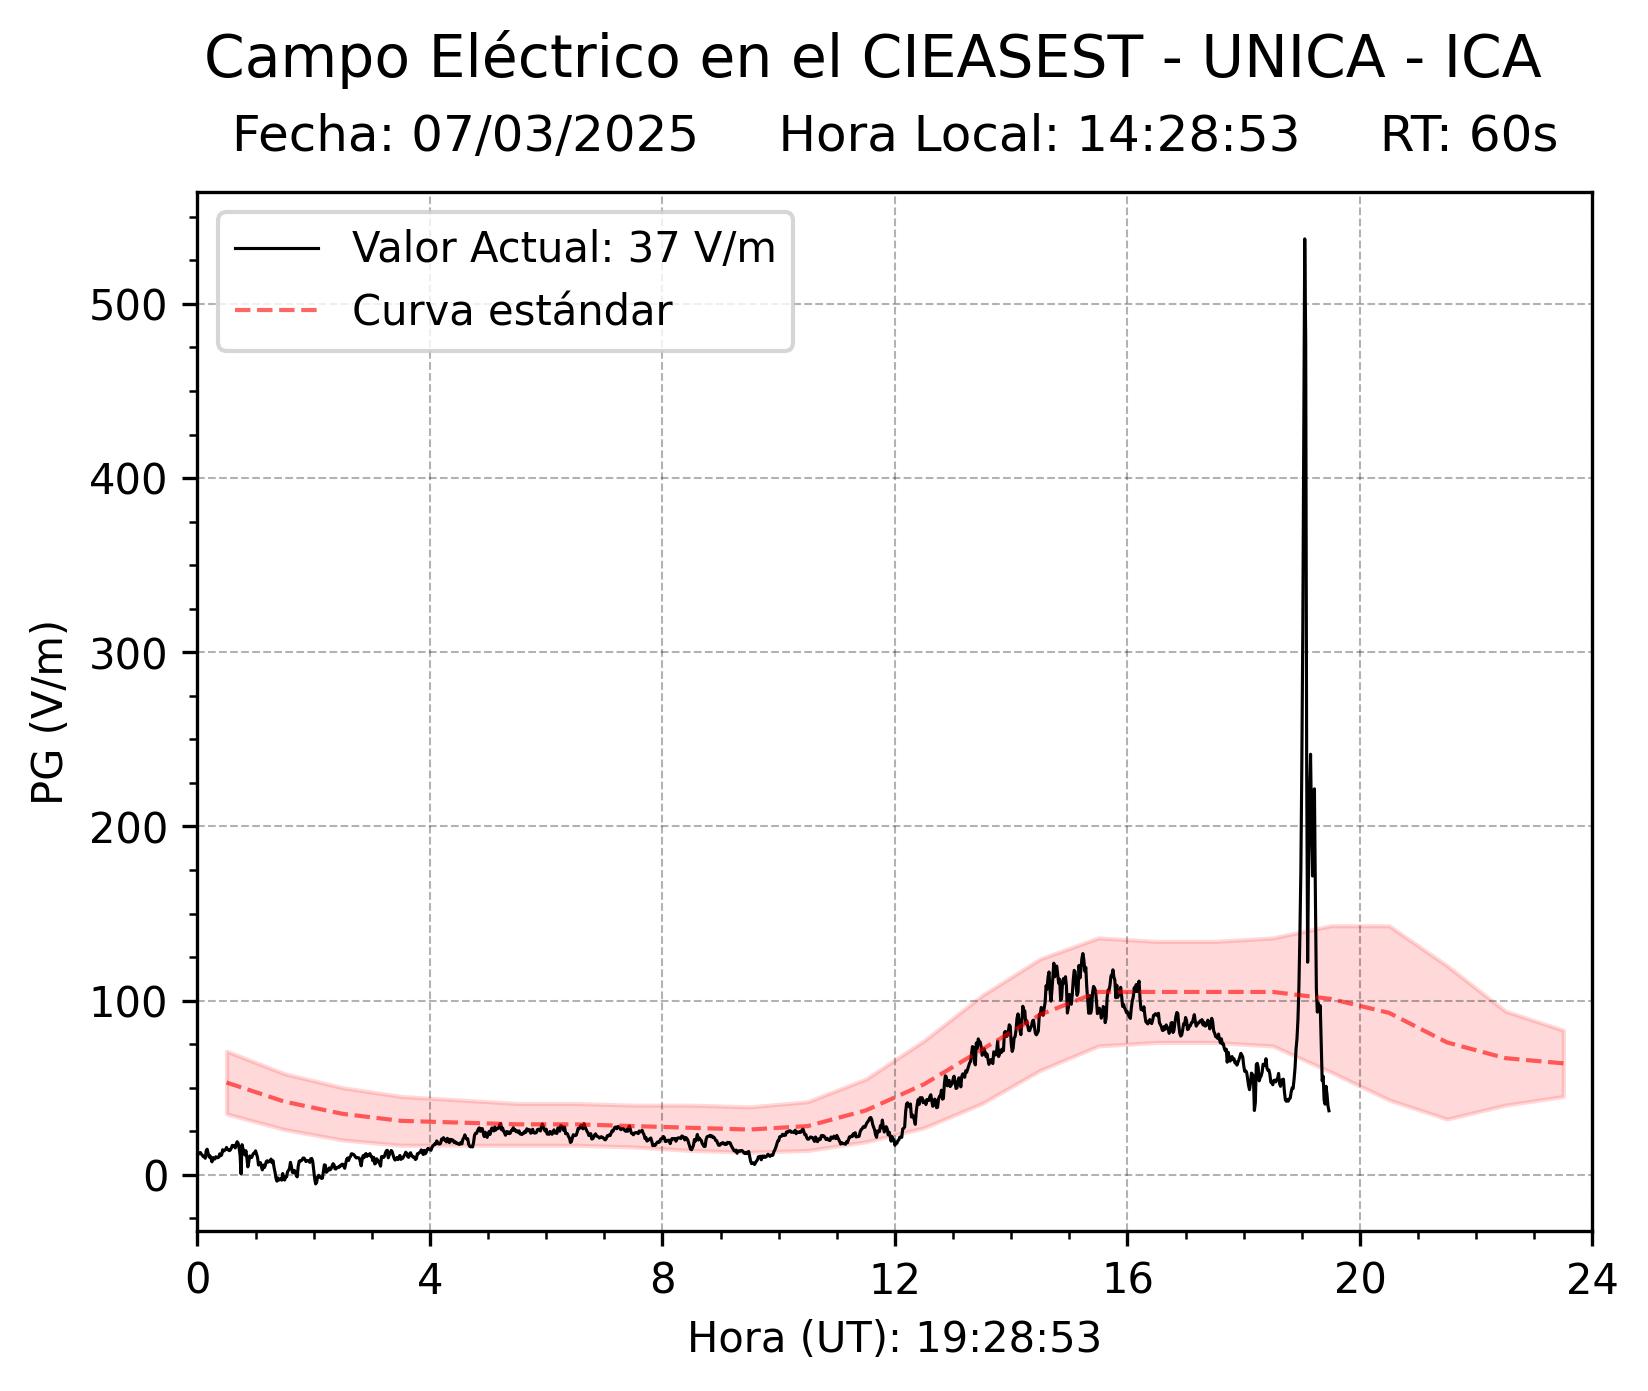 Campo Eléctrico en el CIEASEST - UNICA - ICA
Fecha: 07/03/2025 Hora Local: 14:28:53 RT: 60s
Valor Actual: 37 V/m
Curva estándar
PG (V/m)
500
400
300
200
100
0
0 4 8 12 16 20 24
Hora (UT): 19:28:53